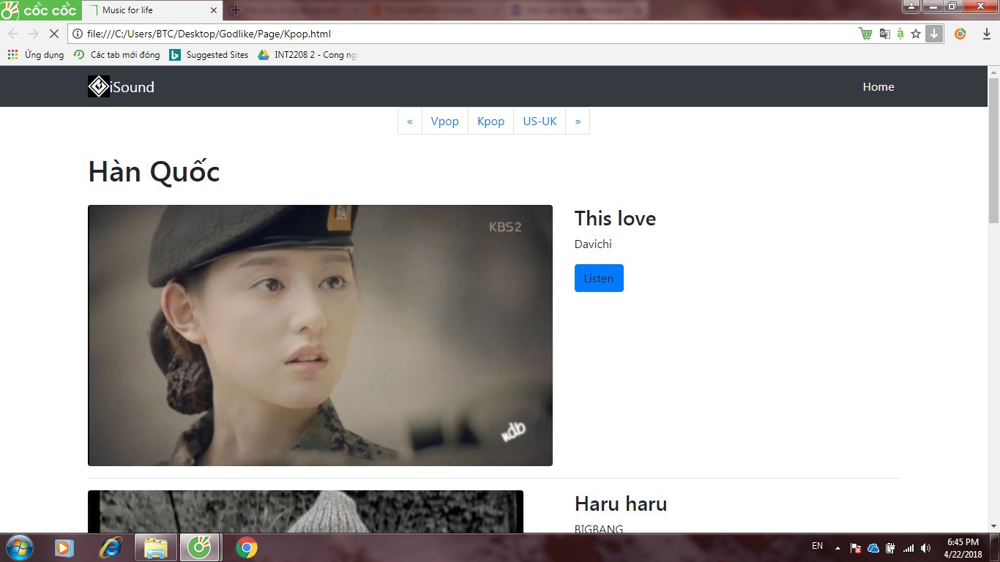 cốc cốc
Music for life
file:///C:/Users/BTC/Desktop/Godlike/Page/Kpop.html
Ứng dụng
Các tab mới đóng
Suggested Sites
INT2208 2 - Cong ng
iSound
Home
« Vpop Kpop US-UK »
Hàn Quốc
KBS2
This love
Davichi
Listen
ndb
Haru haru
BIGBANG
EN
6:45 PM
4/22/2018